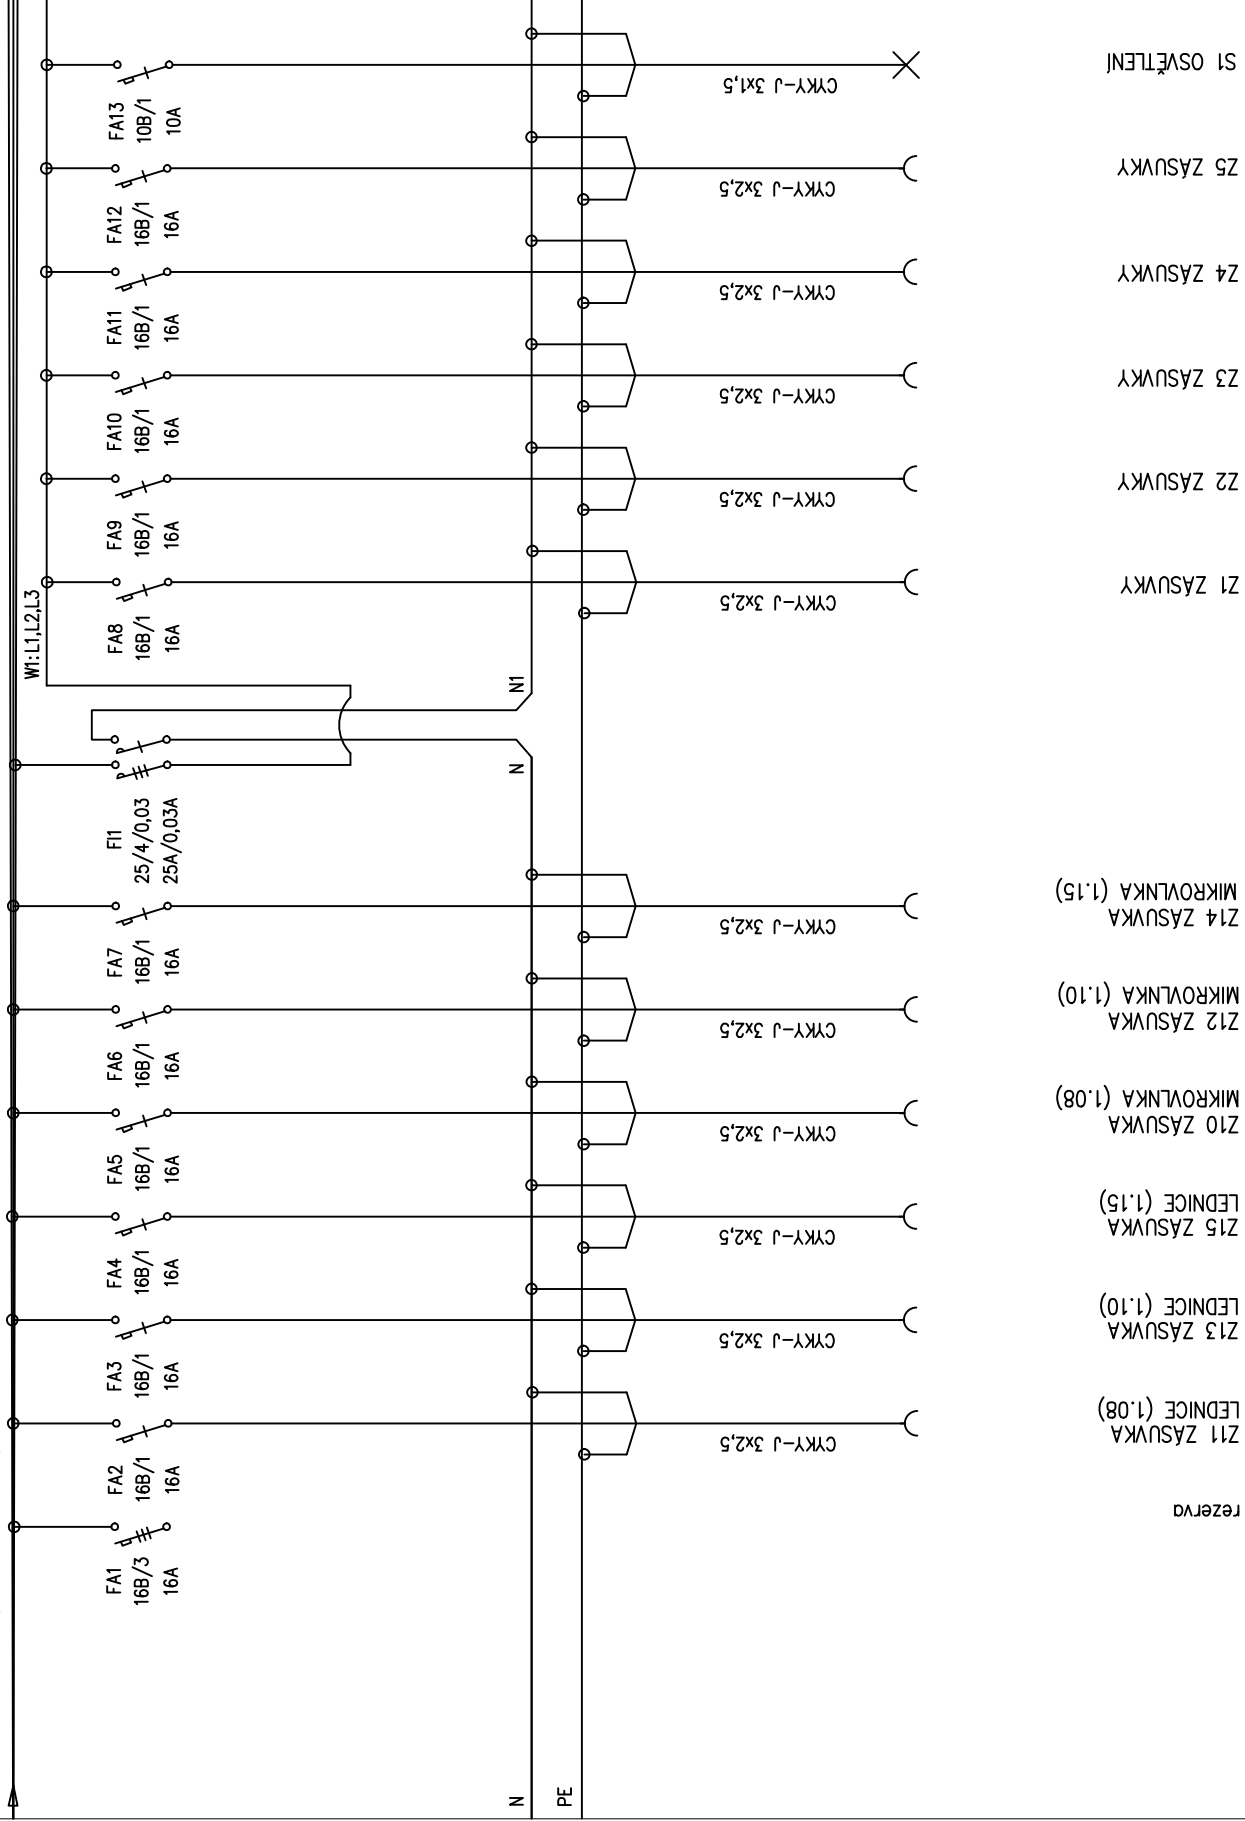 FA13
10B/1
10A
CYKY-J 3x1,5
S1 OSVĚTLENÍ
FA12
16B/1
16A
CYKY-J 3x2,5
Z5 ZÁSUVKY
FA11
16B/1
16A
CYKY-J 3x2,5
Z4 ZÁSUVKY
FA10
16B/1
16A
CYKY-J 3x2,5
Z3 ZÁSUVKY
FA9
16B/1
16A
CYKY-J 3x2,5
Z2 ZÁSUVKY
W1:L1,L2,L3
FA8
16B/1
16A
CYKY-J 3x2,5
Z1 ZÁSUVKY
N1
N
FI1
25/4/0,03
25A/0,03A
FA7
16B/1
16A
CYKY-J 3x2,5
Z14 ZÁSUVKA
MIKROVLNKA (1.15)
FA6
16B/1
16A
CYKY-J 3x2,5
Z12 ZÁSUVKA
MIKROVLNKA (1.10)
FA5
16B/1
16A
CYKY-J 3x2,5
Z10 ZÁSUVKA
MIKROVLNKA (1.08)
FA4
16B/1
16A
CYKY-J 3x2,5
Z15 ZÁSUVKA
LEDNICE (1.15)
FA3
16B/1
16A
CYKY-J 3x2,5
Z13 ZÁSUVKA
LEDNICE (1.10)
FA2
16B/1
16A
CYKY-J 3x2,5
Z11 ZÁSUVKA
LEDNICE (1.08)
FA1
16B/3
16A
rezerva
N
PE